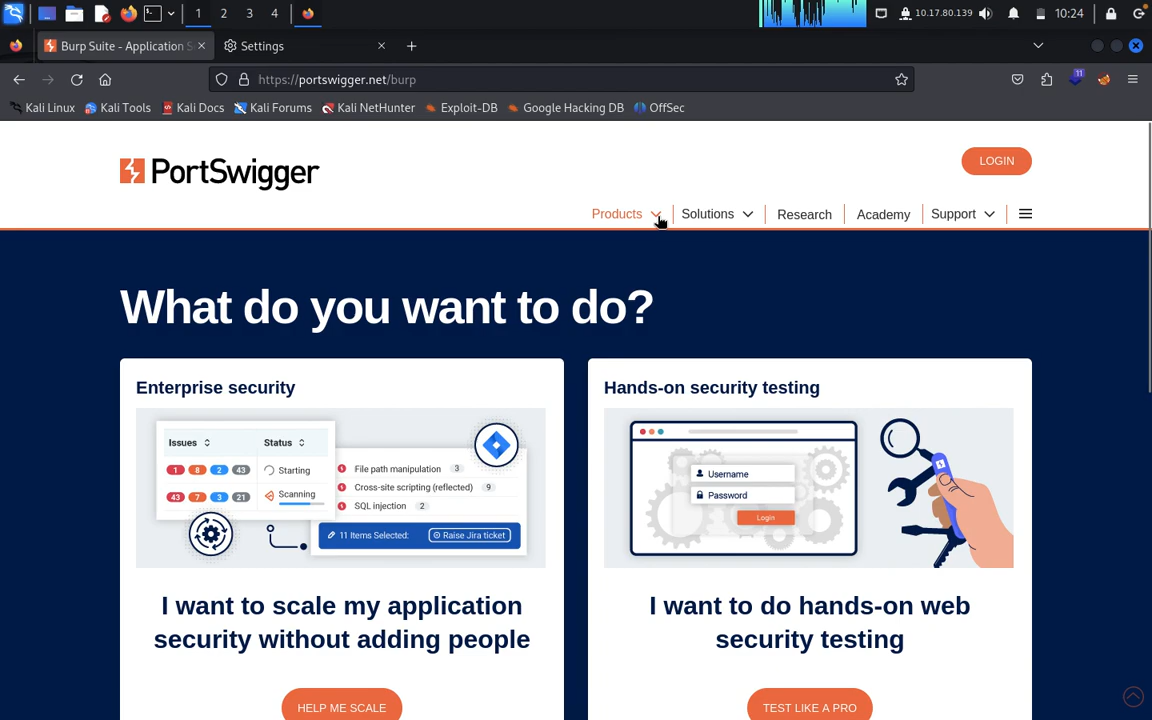 1 2 3 4 10.17.80.139 10:24
Burp Suite - Application S Settings
https://portswigger.net/burp
11
Kali Linux Kali Tools Kali Docs Kali Forums Kali NetHunter Exploit-DB Google Hacking DB OffSec
PortSwigger
LOGIN
Products Solutions Research Academy Support
What do you want to do?
Enterprise security
Issues Status
1 8 2 43 Starting
43 7 3 21 Scanning
File path manipulation 3
Cross-site scripting (reflected) 9
SQL injection 2
11 Items Selected: Raise Jira ticket
I want to scale my application
security without adding people
HELP ME SCALE
Hands-on security testing
Username
Password
Login
I want to do hands-on web
security testing
TEST LIKE A PRO